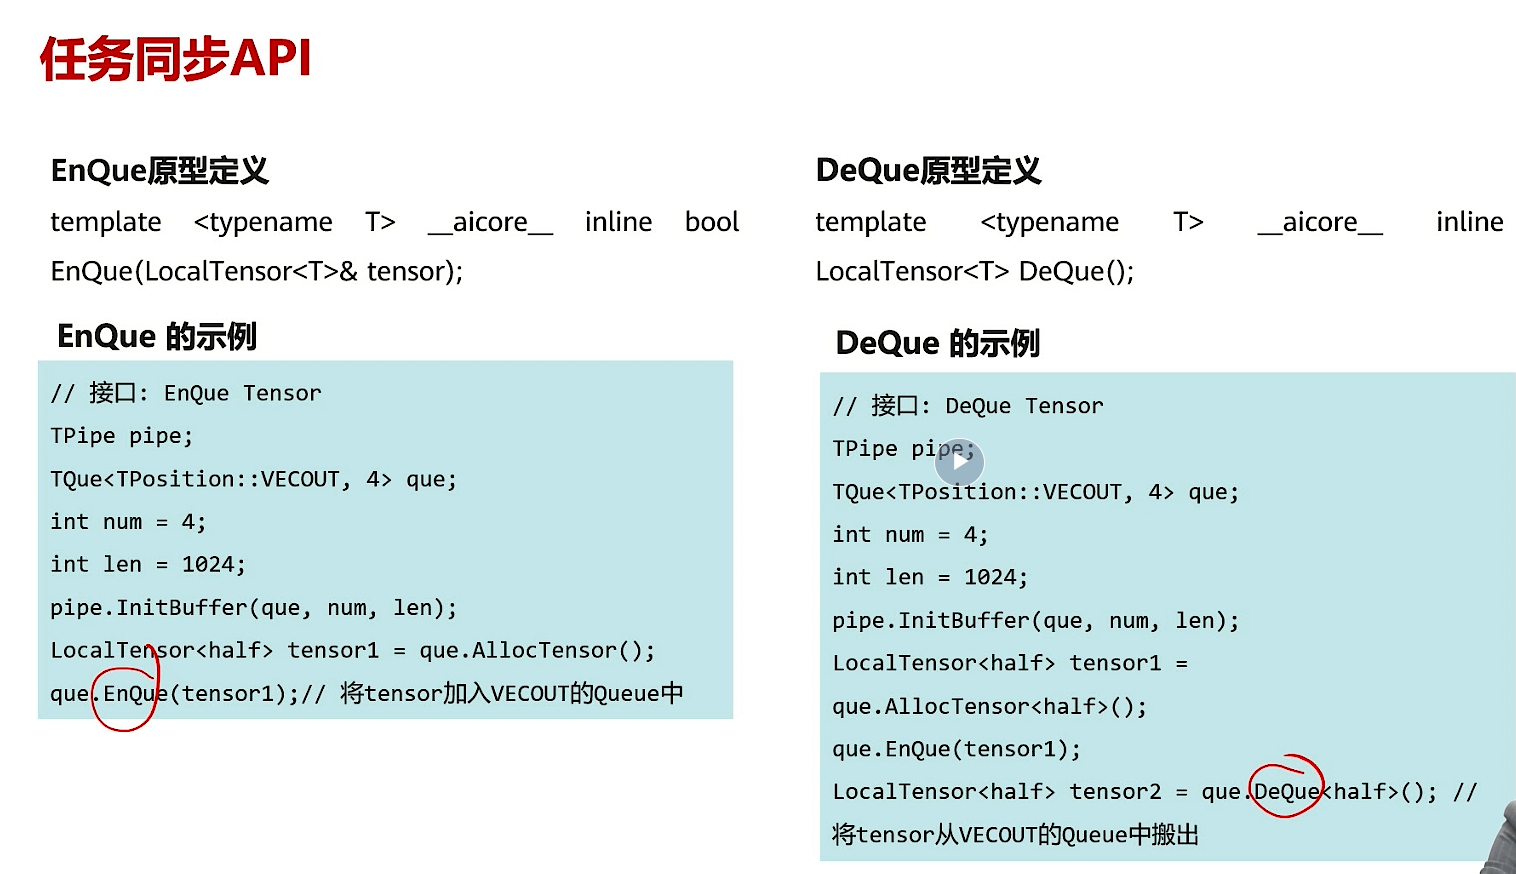 任务同步API
EnQue原型定义
template <typename T> __aicore__ inline bool
EnQue(LocalTensor<T>& tensor);
EnQue 的示例
// 接口: EnQue Tensor
TPipe pipe;
TQue<TPosition::VECOUT, 4> que;
int num = 4;
int len = 1024;
pipe.InitBuffer(que, num, len);
LocalTensor<half> tensor1 = que.AllocTensor();
que.EnQue(tensor1);// 将tensor加入VECOUT的Queue中
DeQue原型定义
template <typename T> __aicore__ inline
LocalTensor<T> DeQue();
DeQue 的示例
// 接口: DeQue Tensor
TPipe pipe;
TQue<TPosition::VECOUT, 4> que;
int num = 4;
int len = 1024;
pipe.InitBuffer(que, num, len);
LocalTensor<half> tensor1 =
que.AllocTensor<half>();
que.EnQue(tensor1);
LocalTensor<half> tensor2 = que.DeQue<half>(); //
将tensor从VECOUT的Queue中搬出